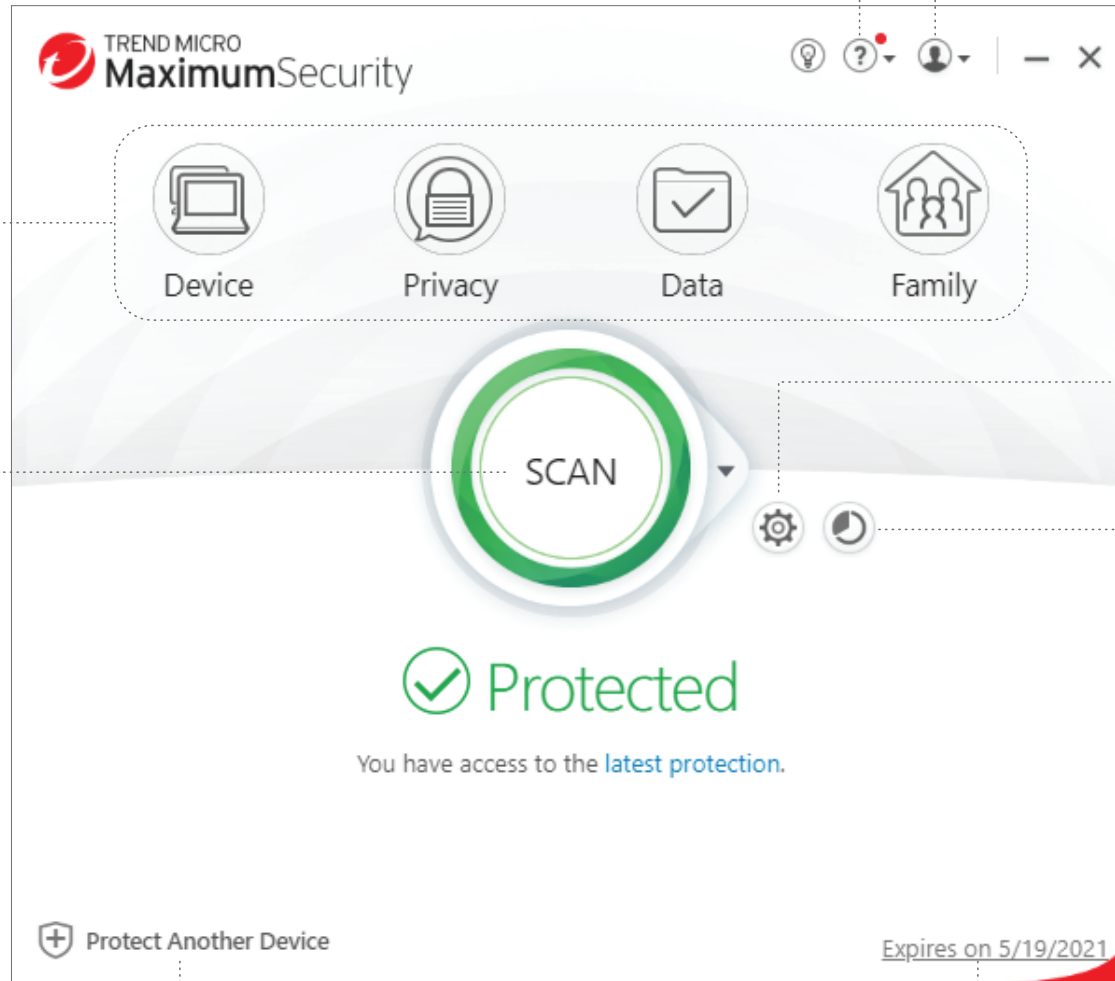 TREND MICRO
MaximumSecurity
?
Device Privacy Data Family
SCAN
Protected
You have access to the latest protection.
Protect Another Device
Expires on 5/19/2021